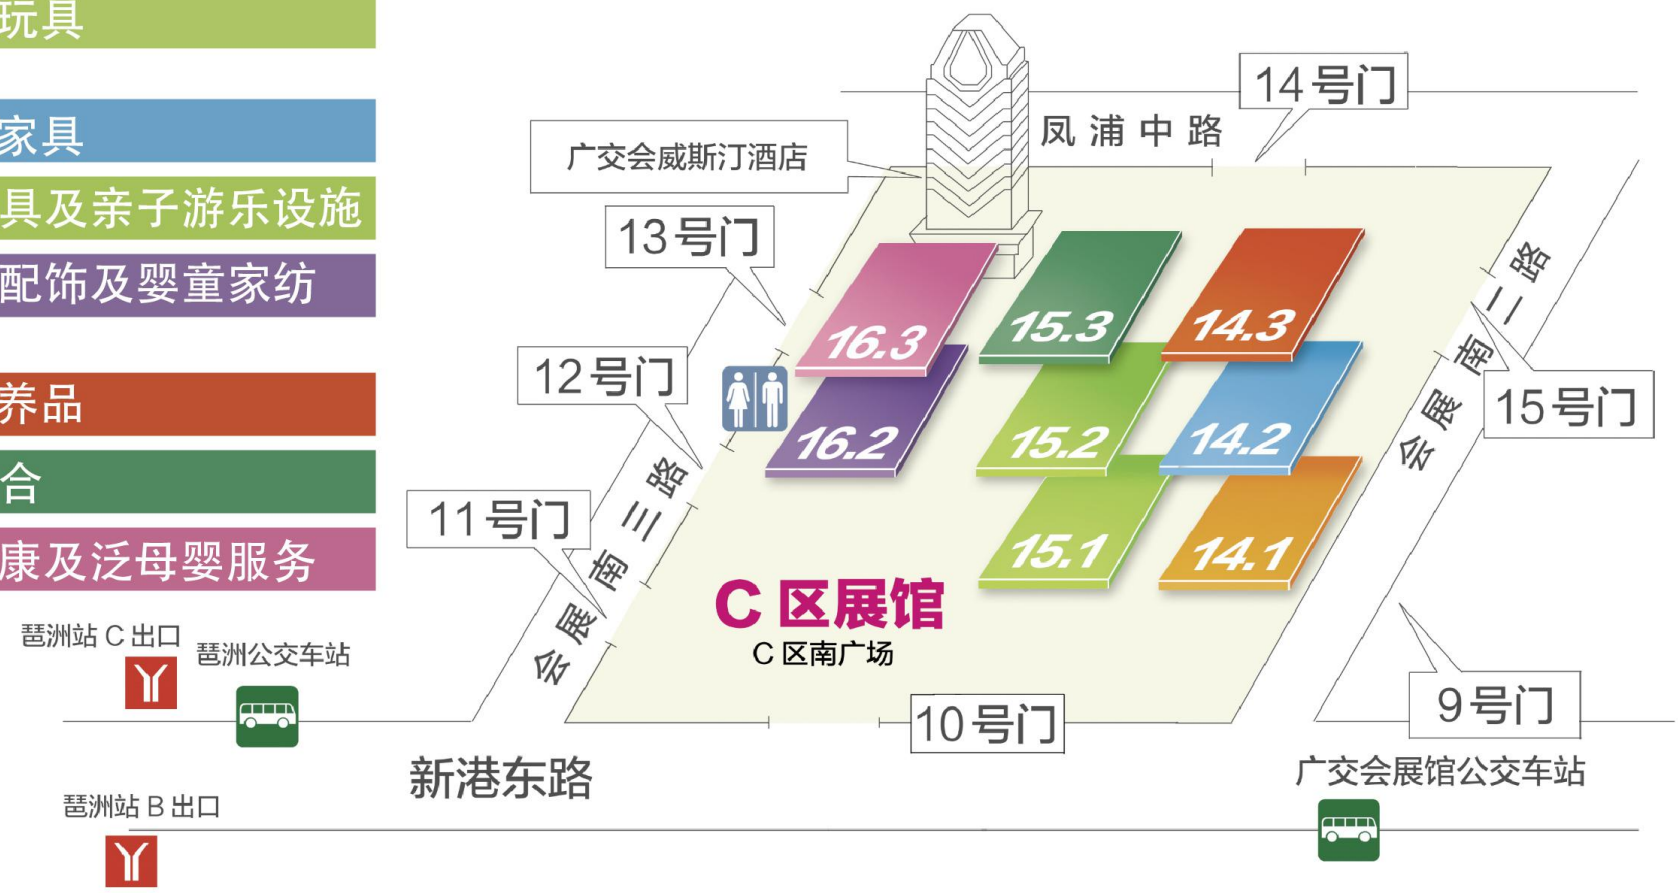 玩具
家具
具及亲子游乐设施
配饰及婴童家纺
养品
合
康及泛母婴服务
14号门
凤浦中路
广交会威斯汀酒店
13号门
16.3
15.3
14.3
会展南二路
12号门
16.2
15.2
14.2
15号门
11号门
会展南三路
15.1
14.1
C 区展馆
C 区南广场
琶洲站 C 出口
琶洲公交车站
10号门
9号门
新港东路
广交会展馆公交车站
琶洲站 B 出口